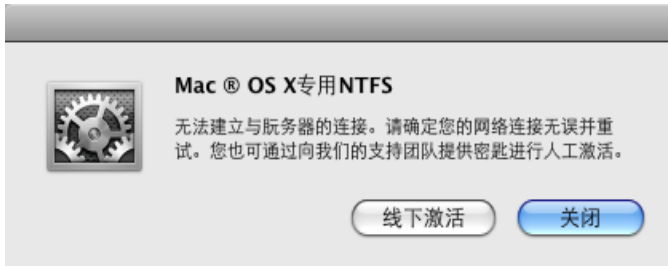 Mac ® OS X专用NTFS
无法建立与朊务器的连接。请确定您的网络连接无误并重
试。您也可通过向我们的支持团队提供密匙进行人工激活。
线下激活
关闭